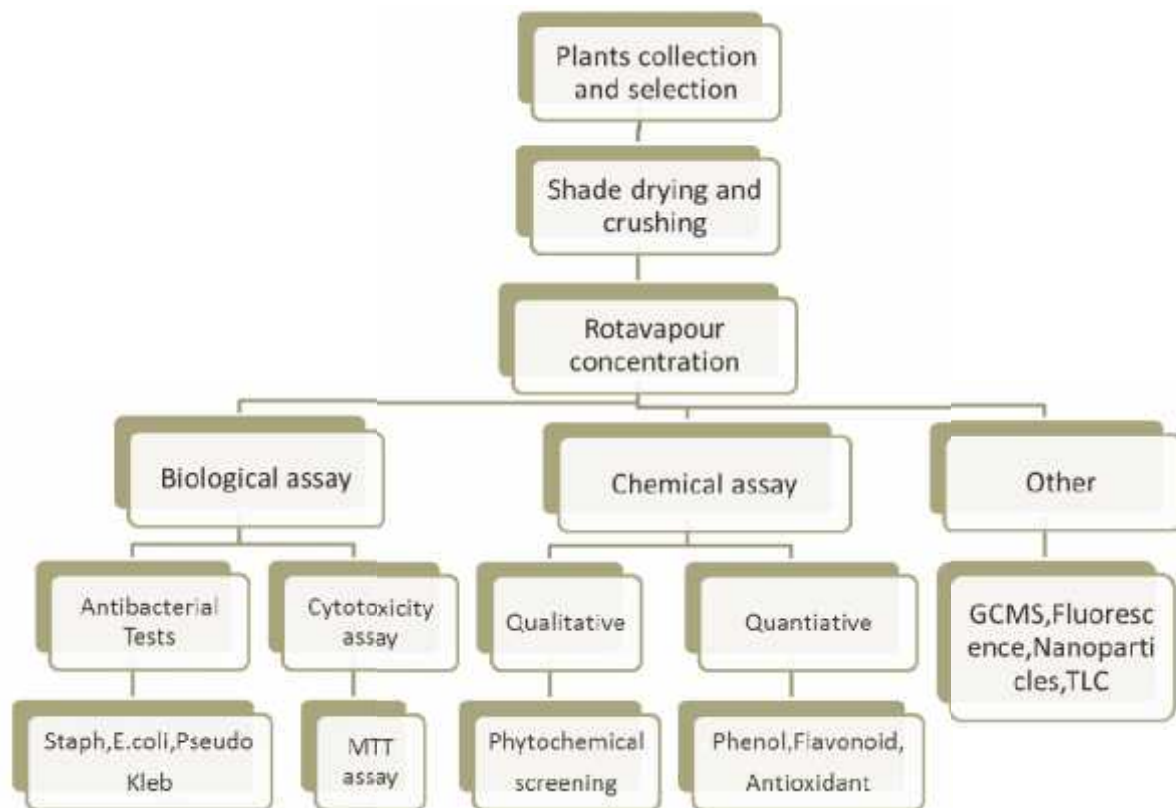 Plants collection
and selection
Shade drying and
crushing
Rotavapour
concentration
Biological assay
Chemical assay
Other
Antibacterial
Tests
Cytotoxicity
assay
Qualitative
Quantiative
GCMS,Fluoresc
ence,Nanoparti
cles,TLC
Staph,E.coli,Pseudo
Kleb
MTT
assay
Phytochemical
screening
Phenol,Flavonoid,
Antioxidant